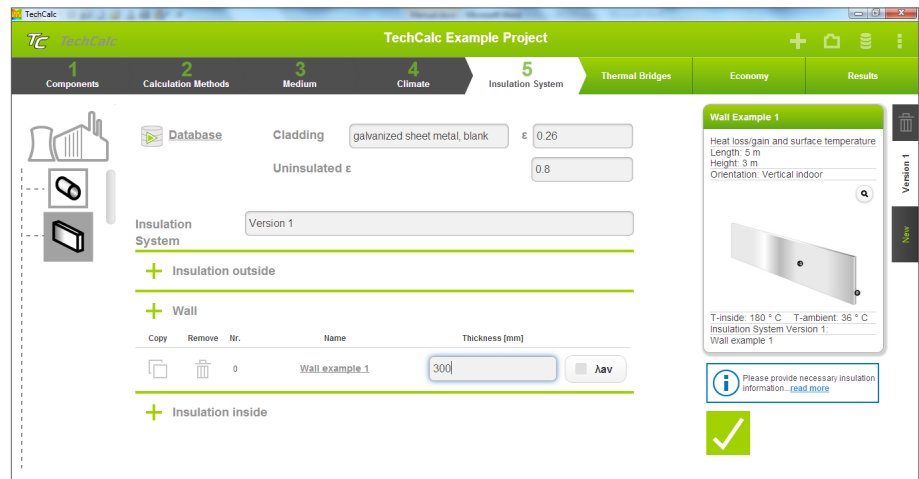 TechCalc
TC TechCalc
TechCalc Example Project
1 Components
2 Calculation Methods
3 Medium
4 Climate
5 Insulation System
Thermal Bridges
Economy
Results
Database
Cladding
galvanized sheet metal, blank
ε
0.26
Uninsulated ε
0.8
Insulation
System
Version 1
Insulation outside
Wall
Copy Remove Nr. Name Thickness [mm]
0 Wall example 1 300 λav
Insulation inside
Wall Example 1
Heat loss/gain and surface temperature
Length: 5 m
Height: 3 m
Orientation: Vertical indoor
T-inside: 180 ° C T-ambient: 36 ° C
Insulation System Version 1:
Wall example 1
Please provide necessary insulation
information...read more
Version 1
New